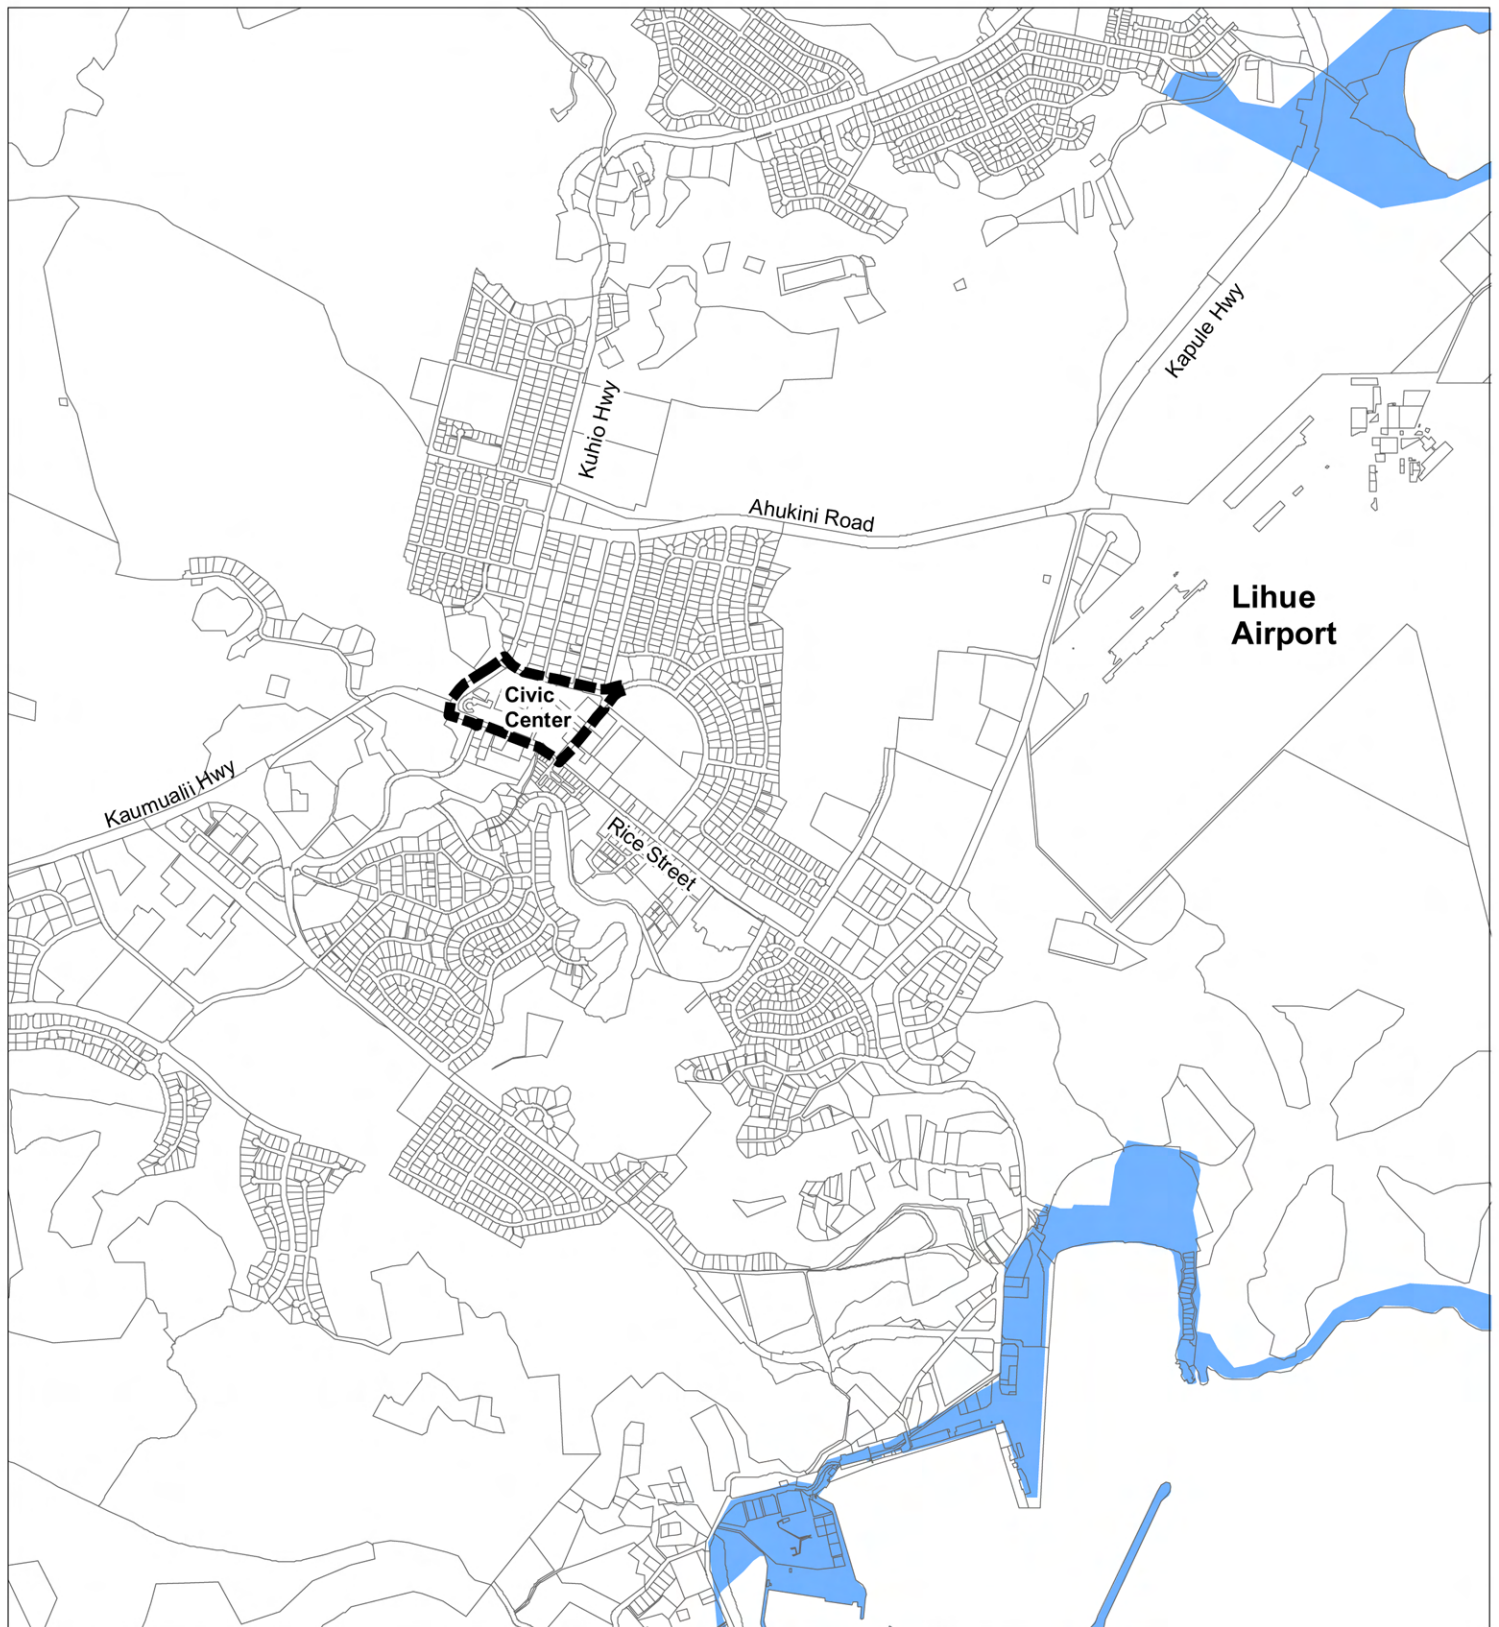 Kapule Hwy
Kuhio Hwy
Ahukini Road
Lihue
Airport
Civic
Center
Kaumualii Hwy
Rice Street